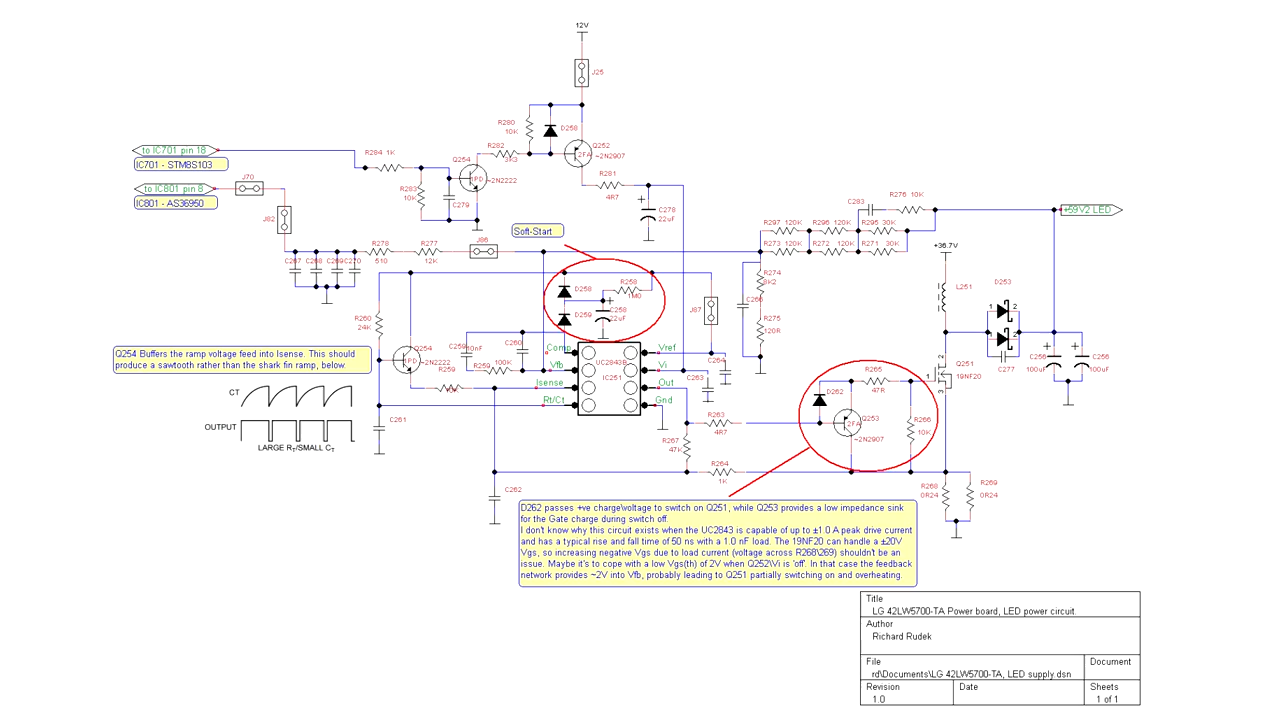 12V
J25
R280
10K
D258
Q252
2FA
~2N2907
R282
3K3
to IC701 pin 18
IC701 - STM8S103
R284 1K
Q254
1PD
~2N2222
R283
10K
C279
R281
4R7
C278
22uF
to IC801 pin 8
IC801 - AS36950
J70
J82
C267
C268
C269
C270
R278
510
R277
12K
J86
Soft-Start
C283
R276 10K
R297 120K
R296 120K
R295 30K
R273 120K
R272 120K
R271 30K
+59V2 LED
+36.7V
R274
8K2
R275
120R
L251
D253
1
2
1
2
C277
C256
100uF
C256
100uF
D258
D259
R258
1M0
C258
22uF
J87
R260
24K
Q254
1PD
~2N2222
C259
10nF
C260
R259
100K
R259
Comp
Vfb
Isense
Rt/Ct
UC2843B
IC251
Vref
Vi
Out
Gnd
C264
C263
Q254 Buffers the ramp voltage feed into Isense. This should
produce a sawtooth rather than the shark fin ramp, below.
CT
OUTPUT
LARGE RT/SMALL CT
C261
C262
R267
47K
R263
4R7
R264
1K
D262
R265
47R
Q253
2FA
~2N2907
R266
10K
Q251
19NF20
1
2
3
R268
0R24
R269
0R24
D262 passes +ve charge\voltage to switch on Q251, while Q253 provides a low impedance sink
for the Gate charge during switch off.
I don't know why this circuit exists when the UC2843 is capable of up to ±1.0 A peak drive current
and has a typical rise and fall time of 50 ns with a 1.0 nF load. The 19NF20 can handle a ±20V
Vgs, so increasing negative Vgs due to load current (voltage across R268\269) shouldn't be an
issue. Maybe it's to cope with a low Vgs(th) of 2V when Q252\Vi is 'off'. In that case the feedback
network provides ~2V into Vfb, probably leading to Q251 partially switching on and overheating.
Title
LG 42LW5700-TA Power board, LED power circuit.
Author
Richard Rudek
File
rd\Documents\LG 42LW5700-TA, LED supply.dsn
Document
Revision
1.0
Date
Sheets
1 of 1